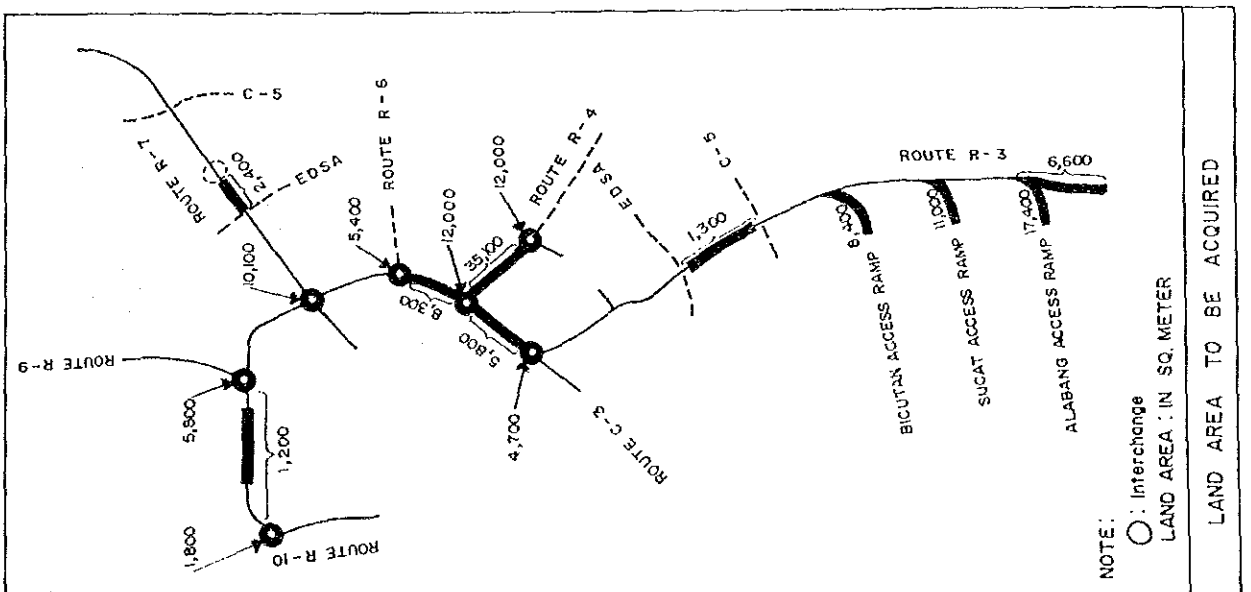 C-5
ROUTE R-7
2,400
EDSA
ROUTE R-6
5,400
12,000
12,000
ROUTE R-4
35,100
10,100
8,300
5,800
4,700
ROUTE C-3
ROUTE R-9
5,800
1,200
1,800
ROUTE R-10
EDSA
C-5
1,300
ROUTE R-3
6,600
8,400
11,000
17,400
BICUTAN ACCESS RAMP
SUCAT ACCESS RAMP
ALABANG ACCESS RAMP
NOTE:
○: Interchange
LAND AREA : IN SQ. METER
LAND AREA TO BE ACQUIRED